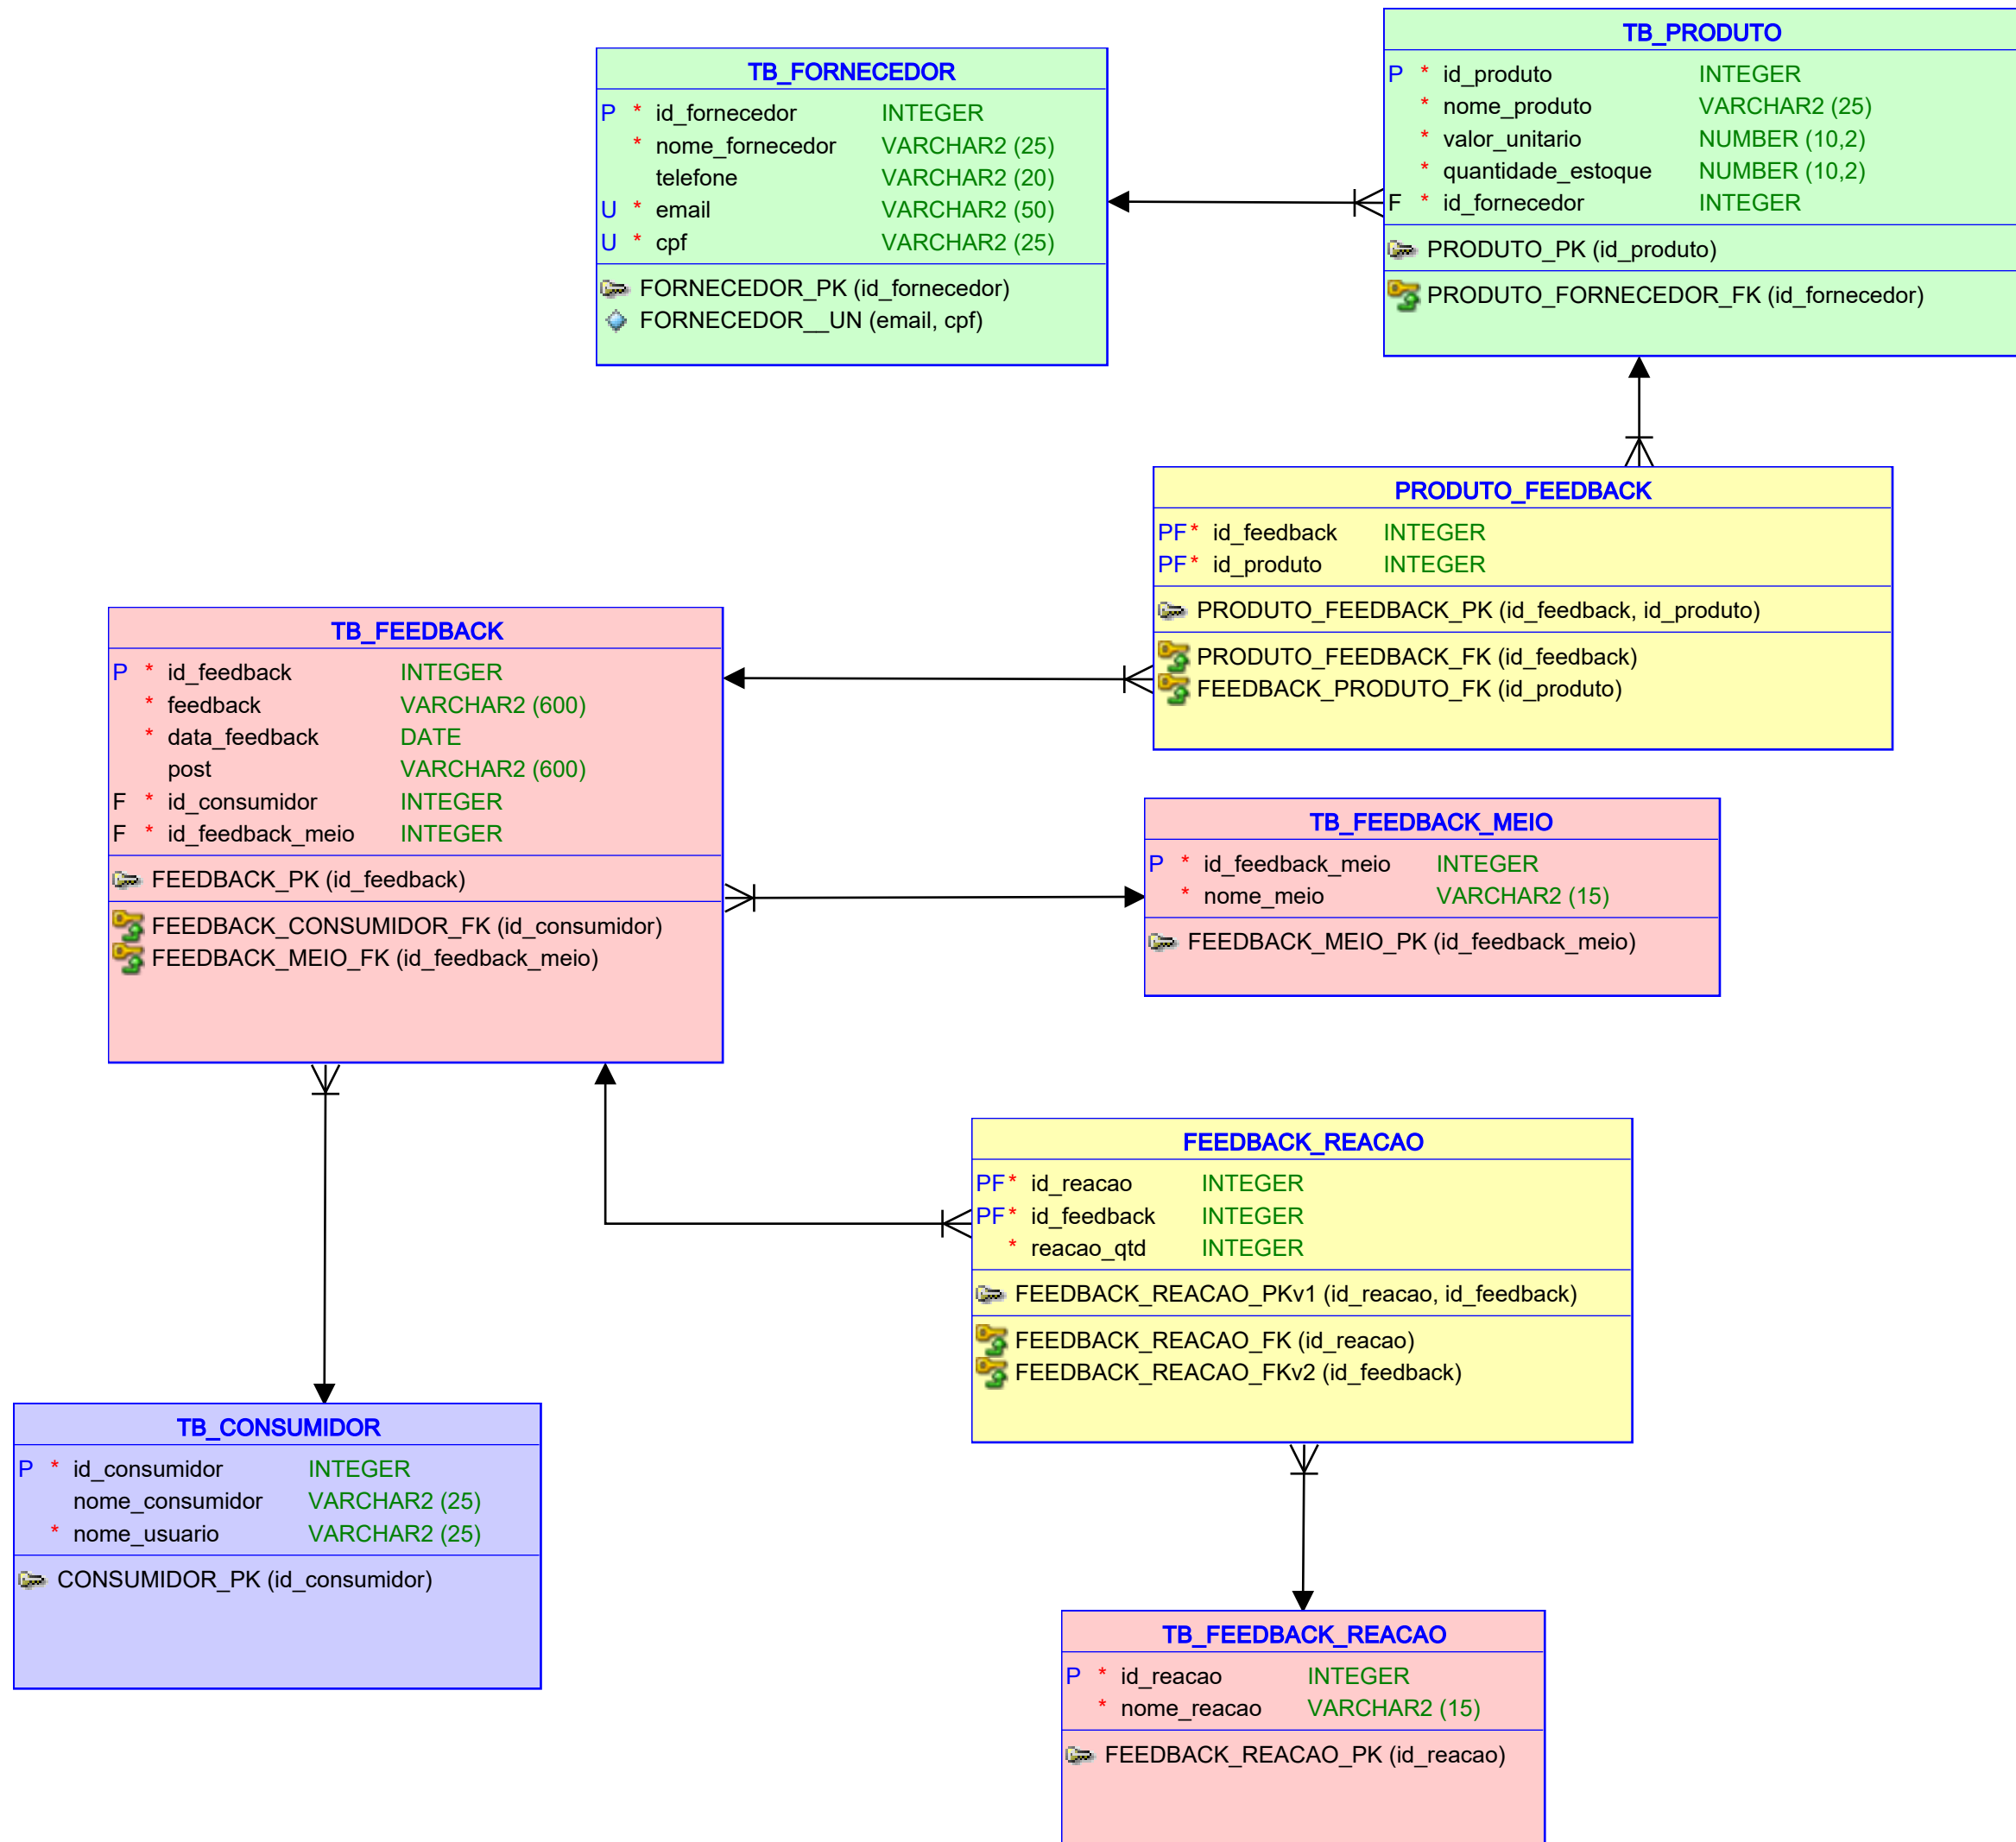 TB_FORNECEDOR
P * id_fornecedor INTEGER
* nome_fornecedor VARCHAR2 (25)
telefone VARCHAR2 (20)
U * email VARCHAR2 (50)
U * cpf VARCHAR2 (25)
FORNECEDOR_PK (id_fornecedor)
FORNECEDOR__UN (email, cpf)
TB_PRODUTO
P * id_produto INTEGER
* nome_produto VARCHAR2 (25)
* valor_unitario NUMBER (10,2)
* quantidade_estoque NUMBER (10,2)
F * id_fornecedor INTEGER
PRODUTO_PK (id_produto)
PRODUTO_FORNECEDOR_FK (id_fornecedor)
PRODUTO_FEEDBACK
PF* id_feedback INTEGER
PF* id_produto INTEGER
PRODUTO_FEEDBACK_PK (id_feedback, id_produto)
PRODUTO_FEEDBACK_FK (id_feedback)
FEEDBACK_PRODUTO_FK (id_produto)
TB_FEEDBACK
P * id_feedback INTEGER
* feedback VARCHAR2 (600)
* data_feedback DATE
post VARCHAR2 (600)
F * id_consumidor INTEGER
F * id_feedback_meio INTEGER
FEEDBACK_PK (id_feedback)
FEEDBACK_CONSUMIDOR_FK (id_consumidor)
FEEDBACK_MEIO_FK (id_feedback_meio)
TB_FEEDBACK_MEIO
P * id_feedback_meio INTEGER
* nome_meio VARCHAR2 (15)
FEEDBACK_MEIO_PK (id_feedback_meio)
FEEDBACK_REACAO
PF* id_reacao INTEGER
PF* id_feedback INTEGER
* reacao_qtd INTEGER
FEEDBACK_REACAO_PKv1 (id_reacao, id_feedback)
FEEDBACK_REACAO_FK (id_reacao)
FEEDBACK_REACAO_FKv2 (id_feedback)
TB_CONSUMIDOR
P * id_consumidor INTEGER
nome_consumidor VARCHAR2 (25)
* nome_usuario VARCHAR2 (25)
CONSUMIDOR_PK (id_consumidor)
TB_FEEDBACK_REACAO
P * id_reacao INTEGER
* nome_reacao VARCHAR2 (15)
FEEDBACK_REACAO_PK (id_reacao)